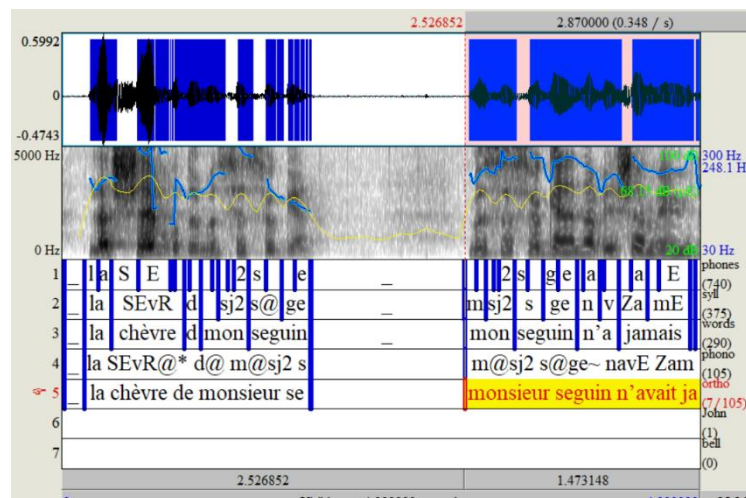 2.526852 2.870000 (0.348 / s)
0.5992
0
-0.4743
5000 Hz 100 dB 300 Hz
248.1 H
0 Hz 20 dB 30 Hz
1 _ l a S E 2 s e _ 2 s g e a a E phones (740)
2 _ la SEvR d sj2 s@ ge _ m sj2 s ge n v Za mE syll (375)
3 _ la chèvre d mon seguin _ mon seguin n'a jamais words (290)
4 _ la SEvR@* d@ m@sj2 s m@sj2 s@ge~ navE Zam phono (105)
5 _ la chèvre de monsieur se monsieur seguin n'avait ja ortho (7/105)
6 John (1)
7 bell (0)
2.526852 1.473148